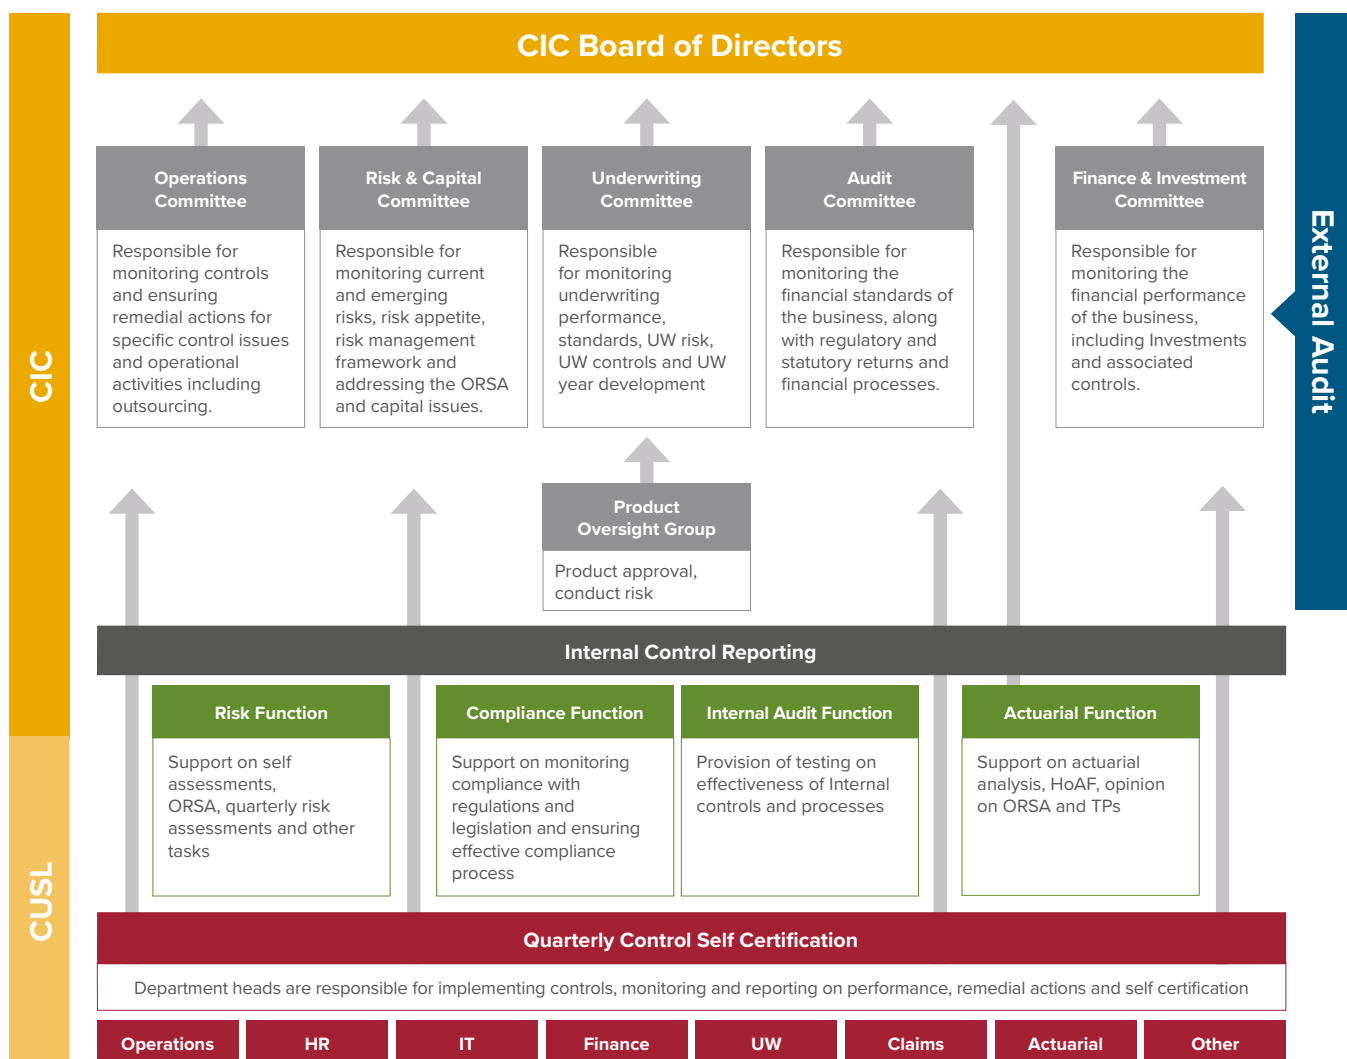 CIC Board of Directors
CIC
CUSL
External Audit
Operations
Committee
Responsible for
monitoring controls
and ensuring
remedial actions for
specific control issues
and operational
activities including
outsourcing.
Risk & Capital
Committee
Responsible for
monitoring current
and emerging
risks, risk appetite,
risk management
framework and
addressing the ORSA
and capital issues.
Underwriting
Committee
Responsible
for monitoring
underwriting
performance,
standards, UW risk,
UW controls and UW
year development
Audit
Committee
Responsible for
monitoring the
financial standards of
the business, along
with regulatory and
statutory returns and
financial processes.
Finance & Investment
Committee
Responsible for
monitoring the
financial performance
of the business,
including Investments
and associated
controls.
Product
Oversight Group
Product approval,
conduct risk
Internal Control Reporting
Risk Function
Support on self
assessments,
ORSA, quarterly risk
assessments and other
tasks
Compliance Function
Support on monitoring
compliance with
regulations and
legislation and ensuring
effective compliance
process
Internal Audit Function
Provision of testing on
effectiveness of Internal
controls and processes
Actuarial Function
Support on actuarial
analysis, HoAF, opinion
on ORSA and TPs
Quarterly Control Self Certification
Department heads are responsible for implementing controls, monitoring and reporting on performance, remedial actions and self certification
Operations
HR
IT
Finance
UW
Claims
Actuarial
Other